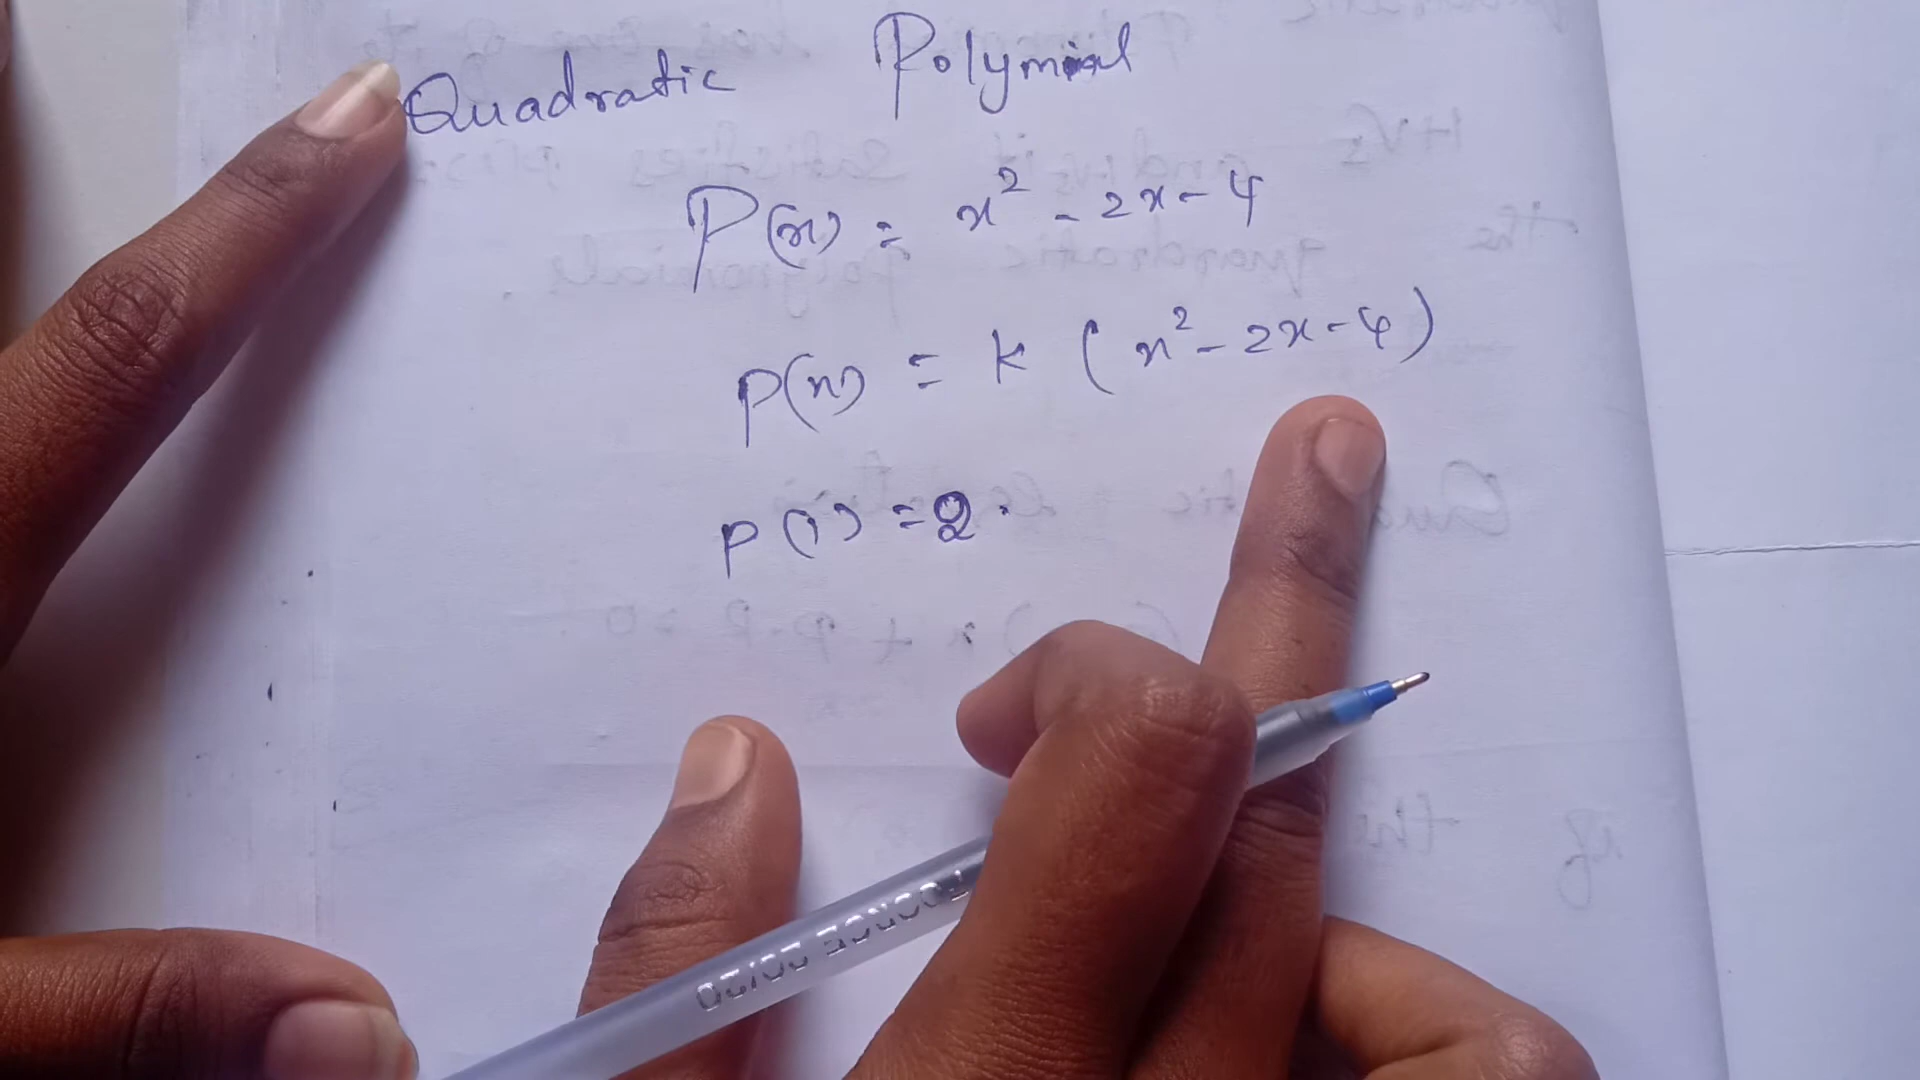 Quadratic Polymial
P(x) = x² - 2x - 4
P(x) = k (x² - 2x - 4)
P(1) = 2.